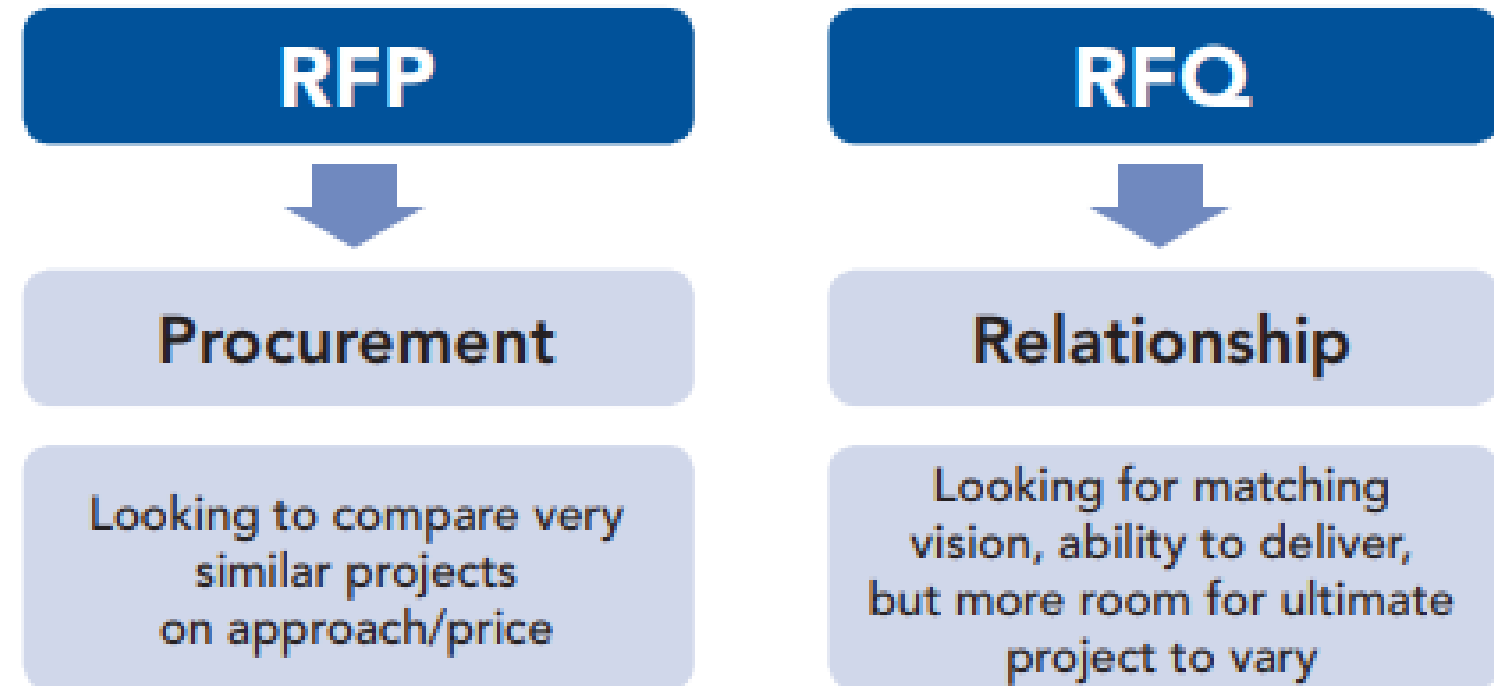 RFP
Procurement
Looking to compare very
similar projects
on approach/price
RFQ
Relationship
Looking for matching
vision, ability to deliver,
but more room for ultimate
project to vary